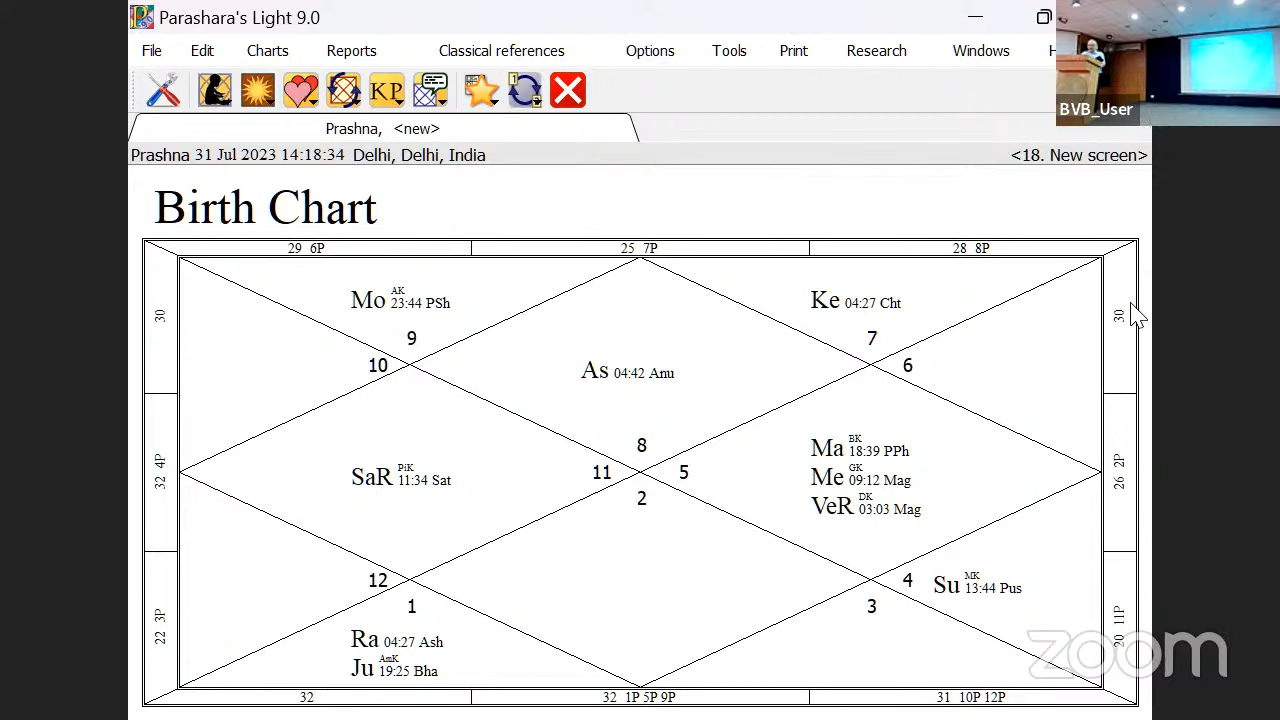 Parashara's Light 9.0
File Edit Charts Reports Classical references Options Tools Print Research Windows H
KP
1
BVB_User
Prashna, <new>
Prashna 31 Jul 2023 14:18:34 Delhi, Delhi, India <18. New screen>
Birth Chart
29 6P 25 7P 28 8P
30
Mo AK 23:44 PSh
Ke 04:27 Cht
30
9
7
10
6
As 04:42 Anu
8
32 4P
SaR PiK 11:34 Sat
11
5
2
Ma BK 18:39 PPh
Me GK 09:12 Mag
VeR DK 03:03 Mag
26 2P
12
4
Su MK 13:44 Pus
1
3
22 3P
Ra 04:27 Ash
Ju AmK 19:25 Bha
20 11P
zoom
32 32 1P 5P 9P 31 10P 12P